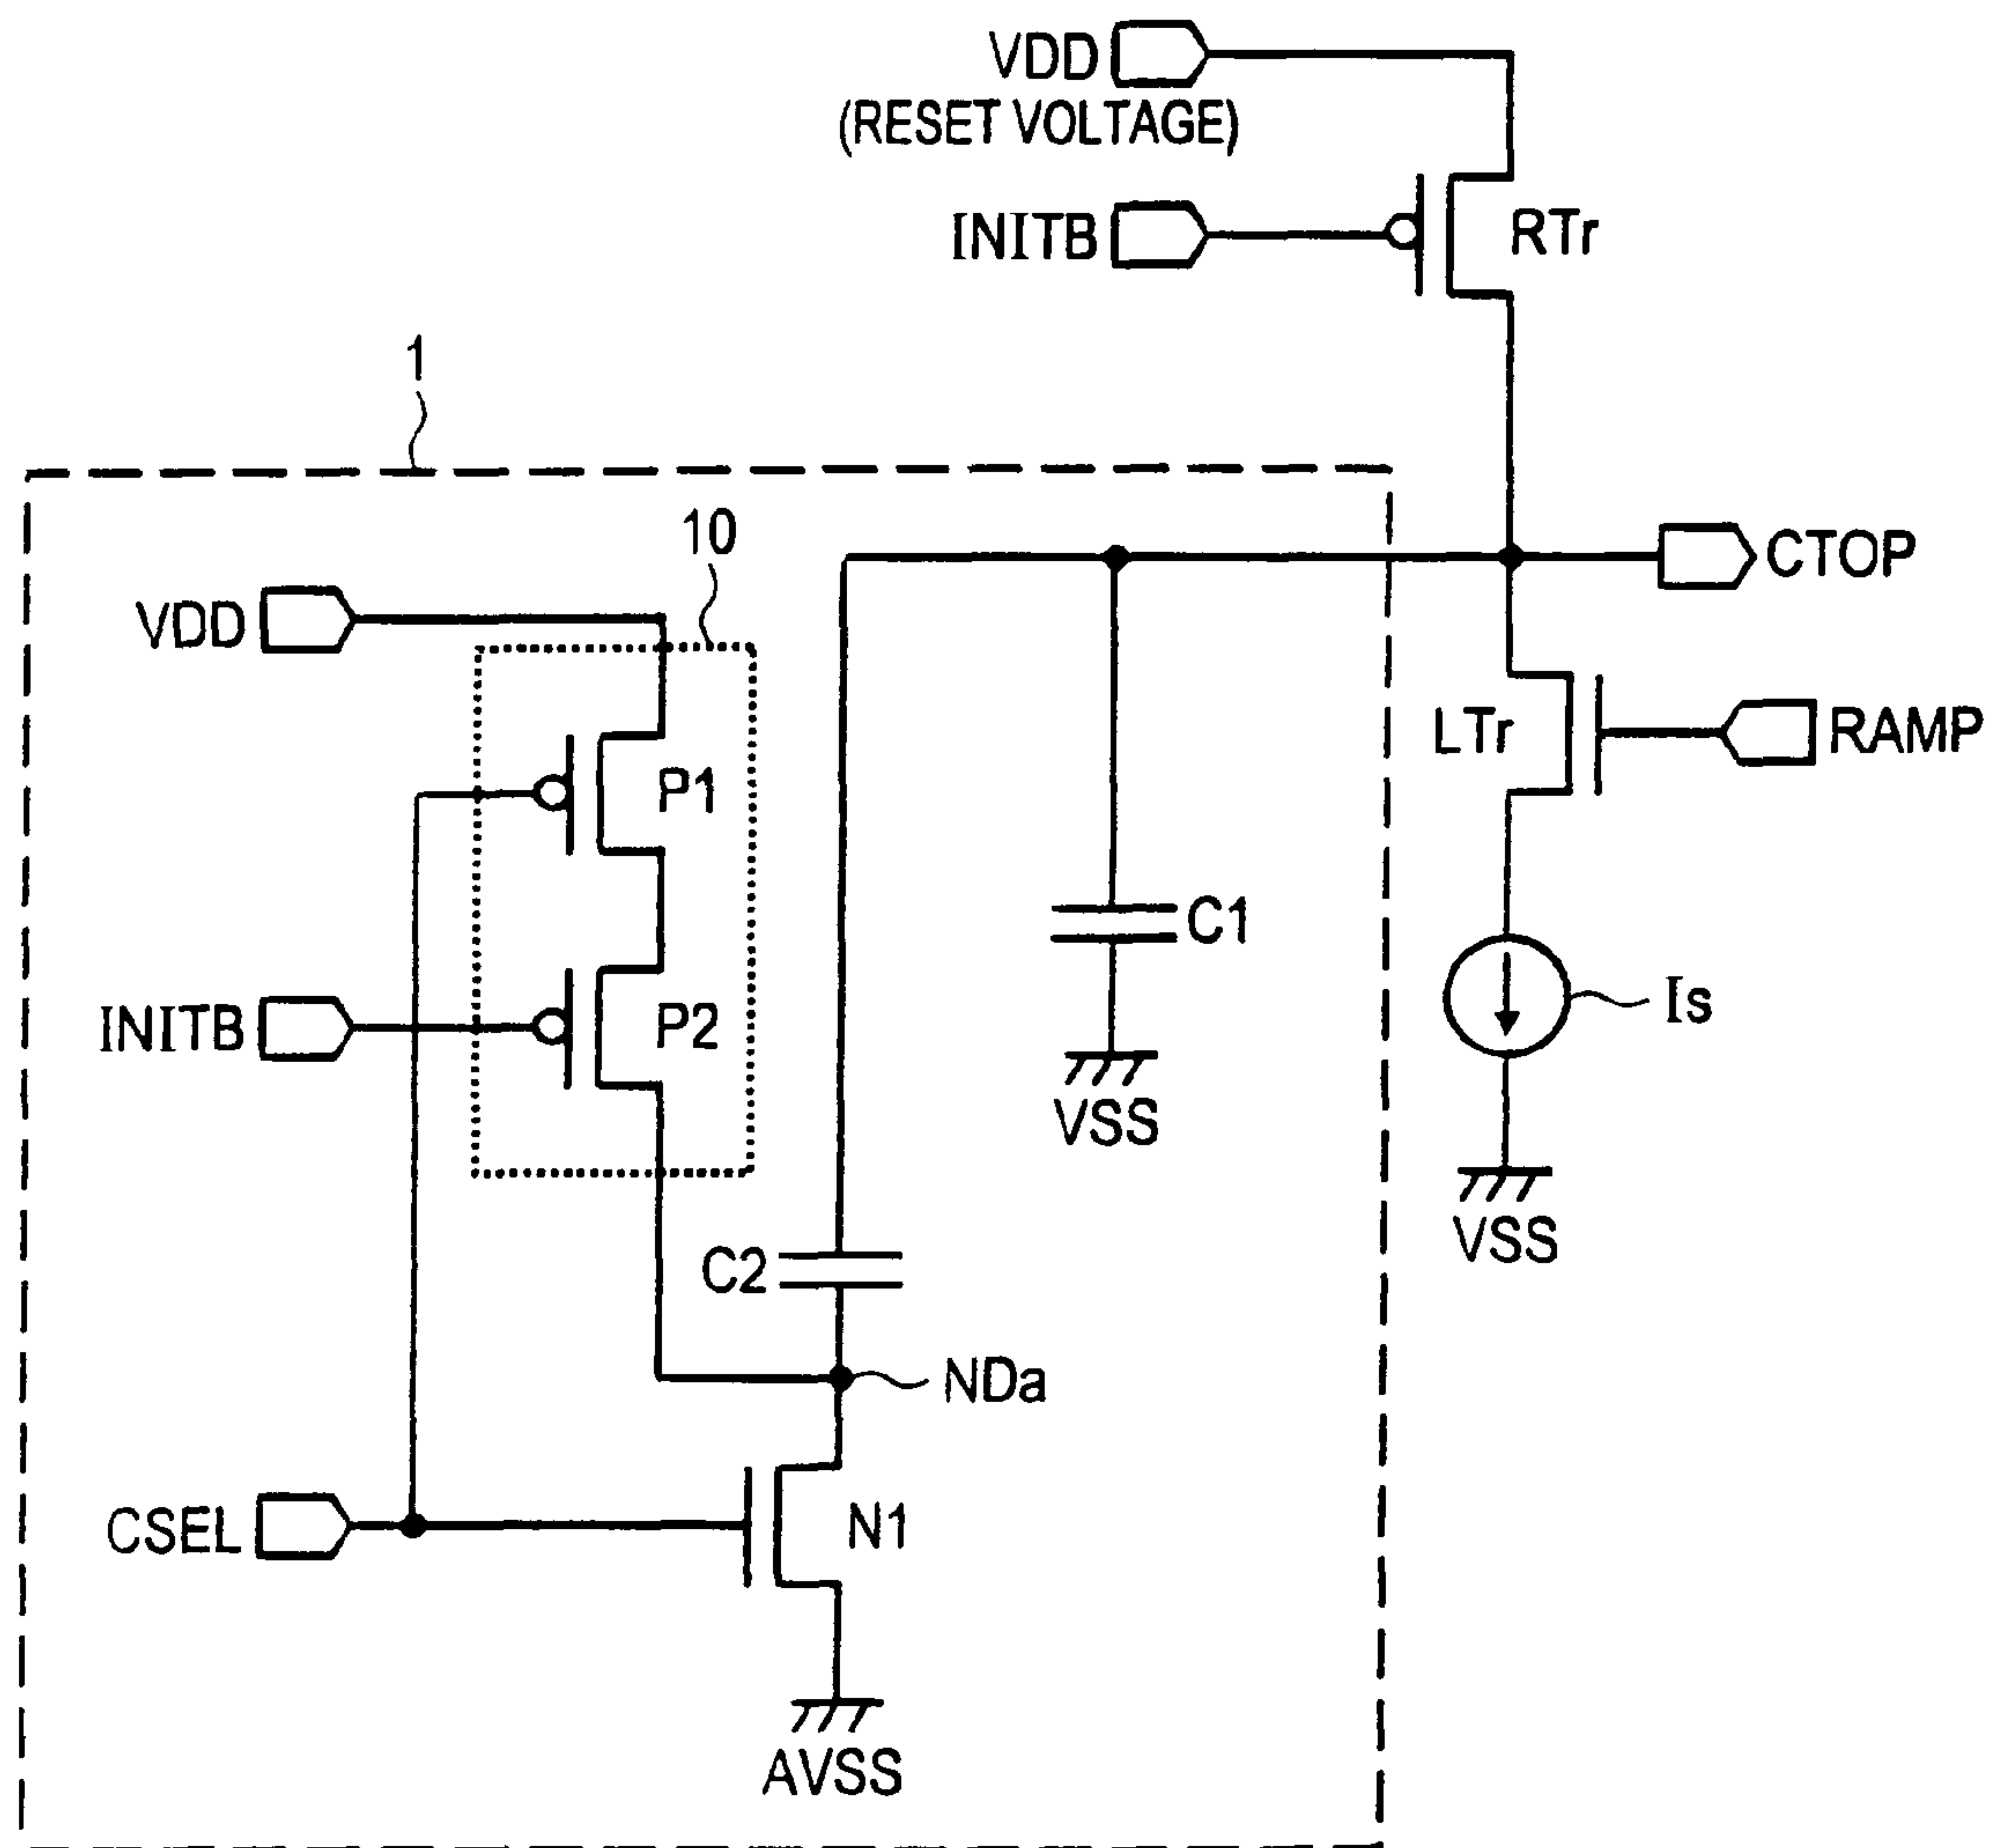 VDD
(RESET VOLTAGE)
INITB
RTr
1
10
CTOP
VDD
P1
LTr
RAMP
C1
INITB
P2
Is
VSS
VSS
C2
NDa
CSEL
N1
AVSS